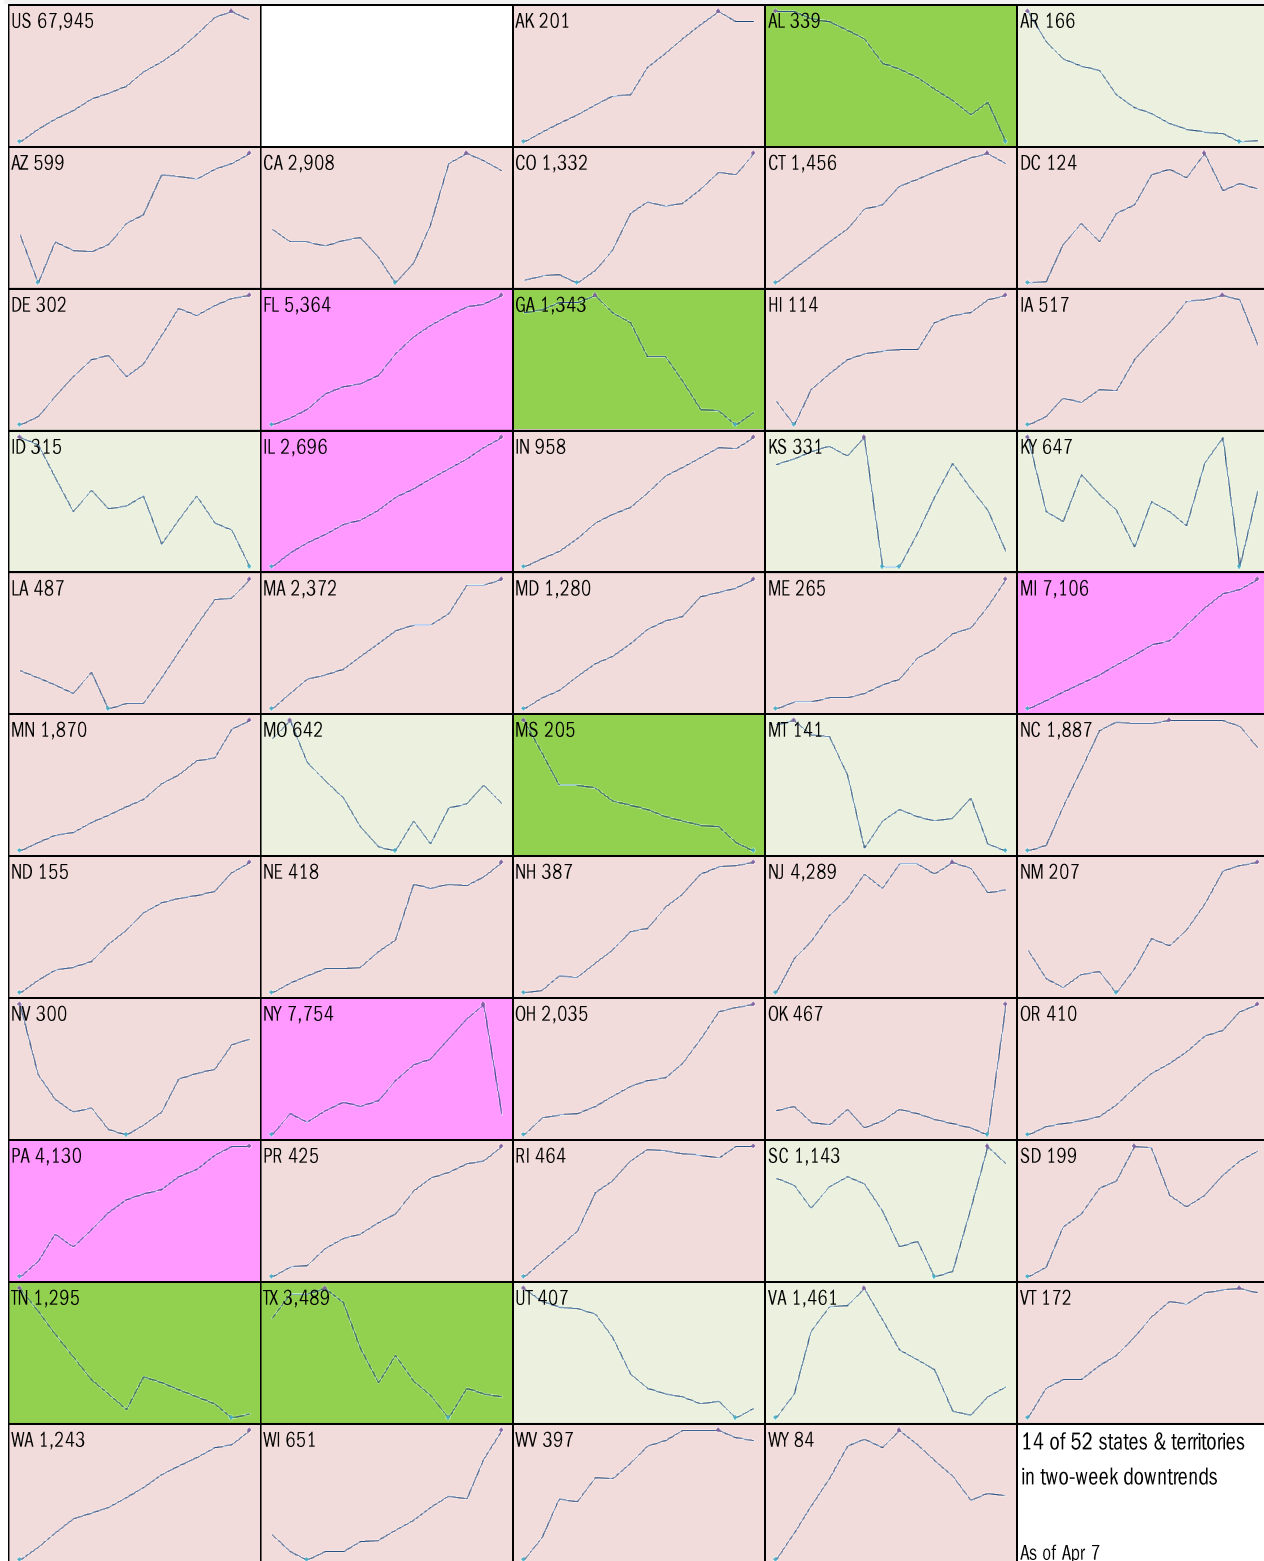 US 67,945
AK 201
AL 339
AR 166
AZ 599
CA 2,908
CO 1,332
CT 1,456
DC 124
DE 302
FL 5,364
GA 1,343
HI 114
IA 517
ID 315
IL 2,696
IN 958
KS 331
KY 647
LA 487
MA 2,372
MD 1,280
ME 265
MI 7,106
MN 1,870
MO 642
MS 205
MT 141
NC 1,887
ND 155
NE 418
NH 387
NJ 4,289
NM 207
NV 300
NY 7,754
OH 2,035
OK 467
OR 410
PA 4,130
PR 425
RI 464
SC 1,143
SD 199
TN 1,295
TX 3,489
UT 407
VA 1,461
VT 172
WA 1,243
WI 651
WV 397
WY 84
14 of 52 states & territories
in two-week downtrends
As of Apr 7